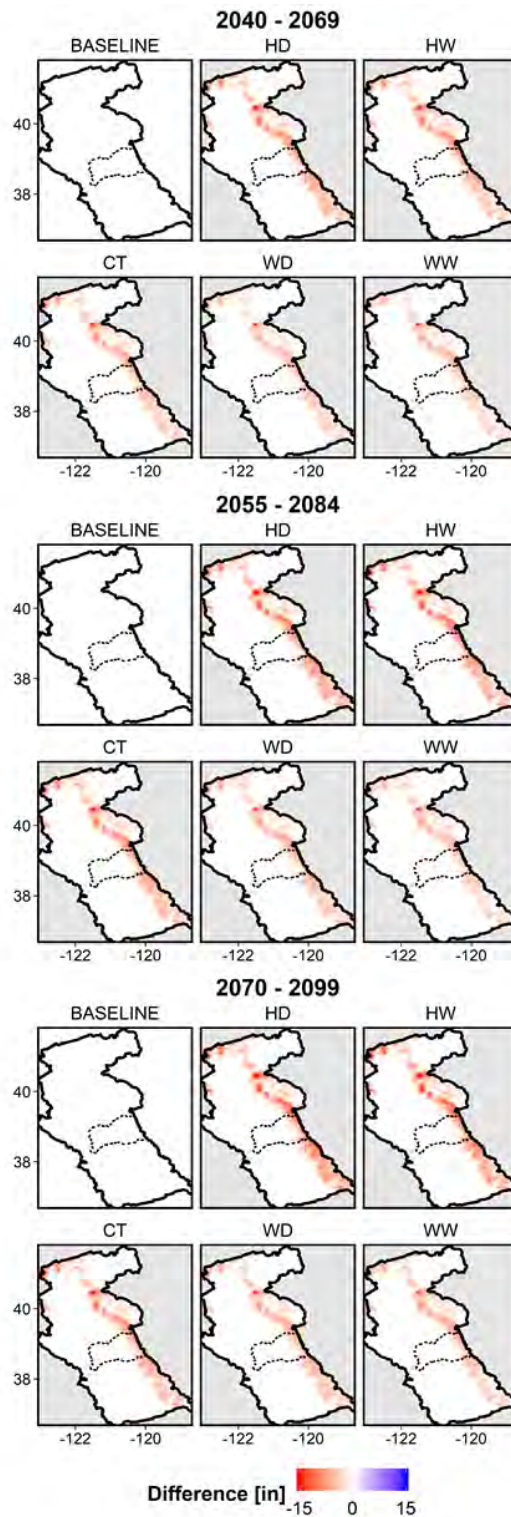 2040 - 2069
BASELINE HD HW
40
38
CT WD WW
40
38
-122 -120 -122 -120 -122 -120
2055 - 2084
BASELINE HD HW
40
38
CT WD WW
40
38
-122 -120 -122 -120 -122 -120
2070 - 2099
BASELINE HD HW
40
38
CT WD WW
40
38
-122 -120 -122 -120 -122 -120
Difference [in] -15 0 15